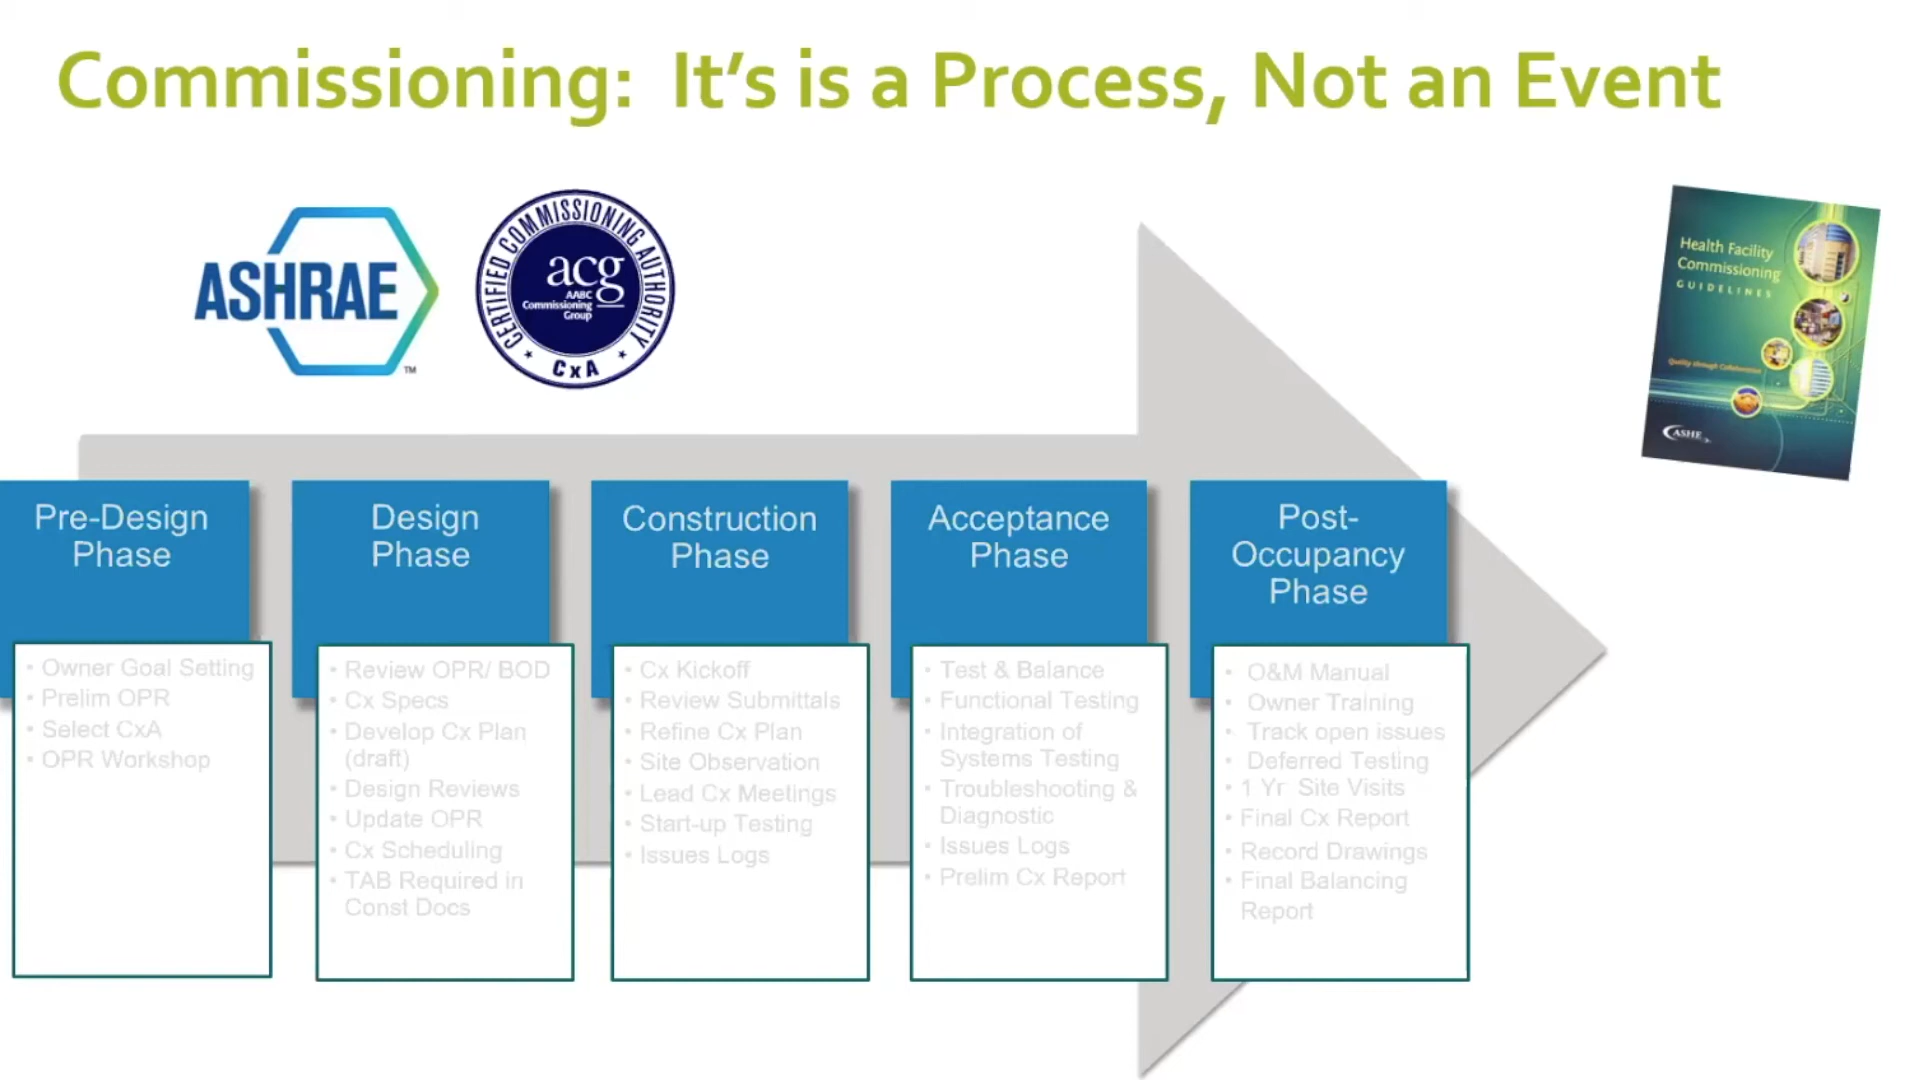 Commissioning: It's is a Process, Not an Event
ASHRAE
TM
CERTIFIED COMMISSIONING AUTHORITY
acg
AABC
Commissioning
Group
CxA
Health Facility
Commissioning
GUIDELINES
Quality through Collaboration
ASHE
Pre-Design
Phase
• Owner Goal Setting
• Prelim OPR
• Select CxA
• OPR Workshop
Design
Phase
• Review OPR/ BOD
• Cx Specs
• Develop Cx Plan
(draft)
• Design Reviews
• Update OPR
• Cx Scheduling
• TAB Required in
Const Docs
Construction
Phase
• Cx Kickoff
• Review Submittals
• Refine Cx Plan
• Site Observation
• Lead Cx Meetings
• Start-up Testing
• Issues Logs
Acceptance
Phase
• Test & Balance
• Functional Testing
• Integration of
Systems Testing
• Troubleshooting &
Diagnostic
• Issues Logs
• Prelim Cx Report
Post-
Occupancy
Phase
• O&M Manual
• Owner Training
• Track open issues
• Deferred Testing
• 1 Yr Site Visits
• Final Cx Report
• Record Drawings
• Final Balancing
Report